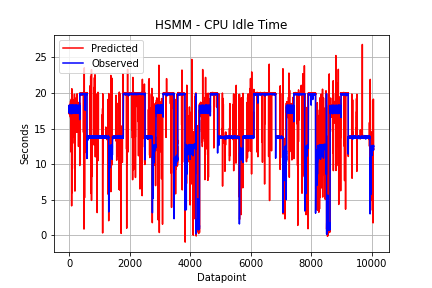 HSMM - CPU Idle Time
Predicted
Observed
25
20
15
10
5
0
Seconds
0
2000
4000
6000
8000
10000
Datapoint